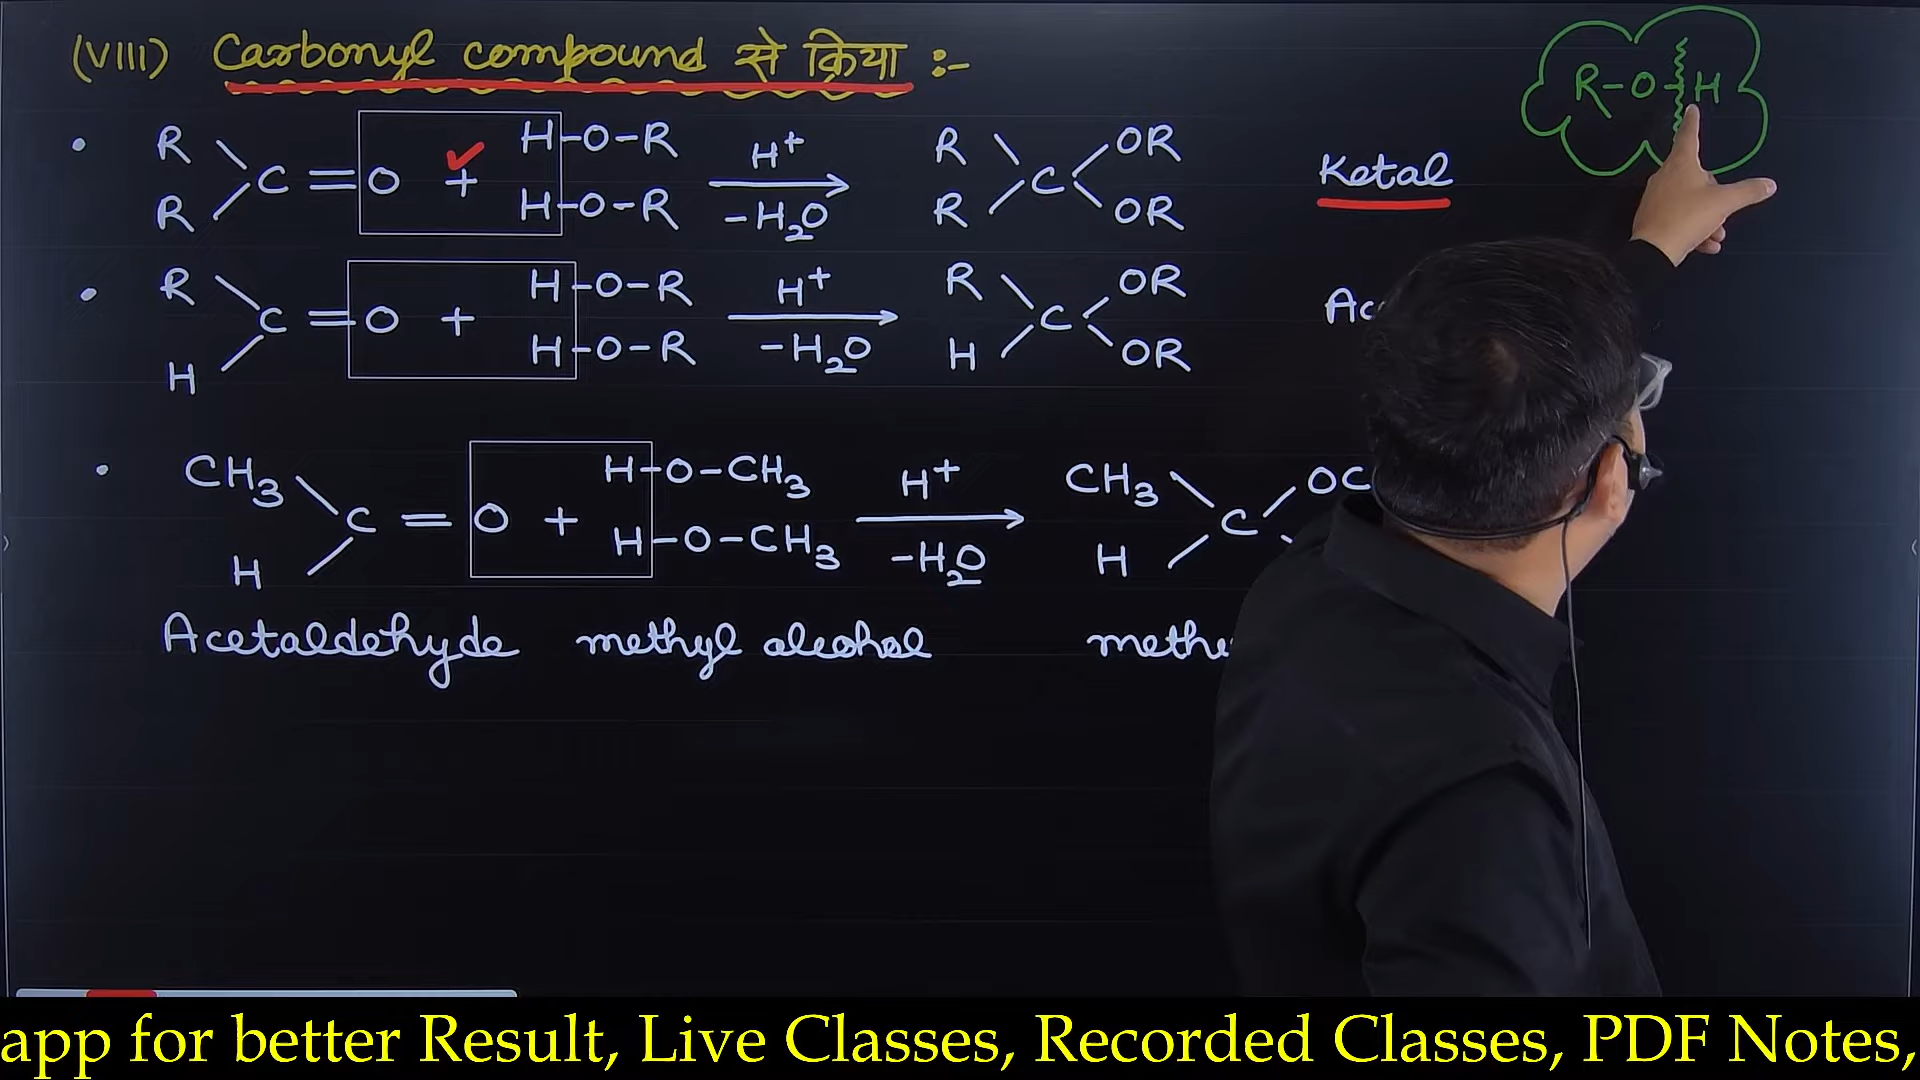 (VIII) Carbonyl compound से क्रिया :-
R-O-H
R R C=O + H-O-R H-O-R H+ -H2O R R C OR OR Ketal
R H C=O + H-O-R H-O-R H+ -H2O R H C OR OR
CH3 H C=O + H-O-CH3 H-O-CH3 H+ -H2O CH3 H C
Acetaldehyde methyl alcohol
app for better Result, Live Classes, Recorded Classes, PDF Notes,